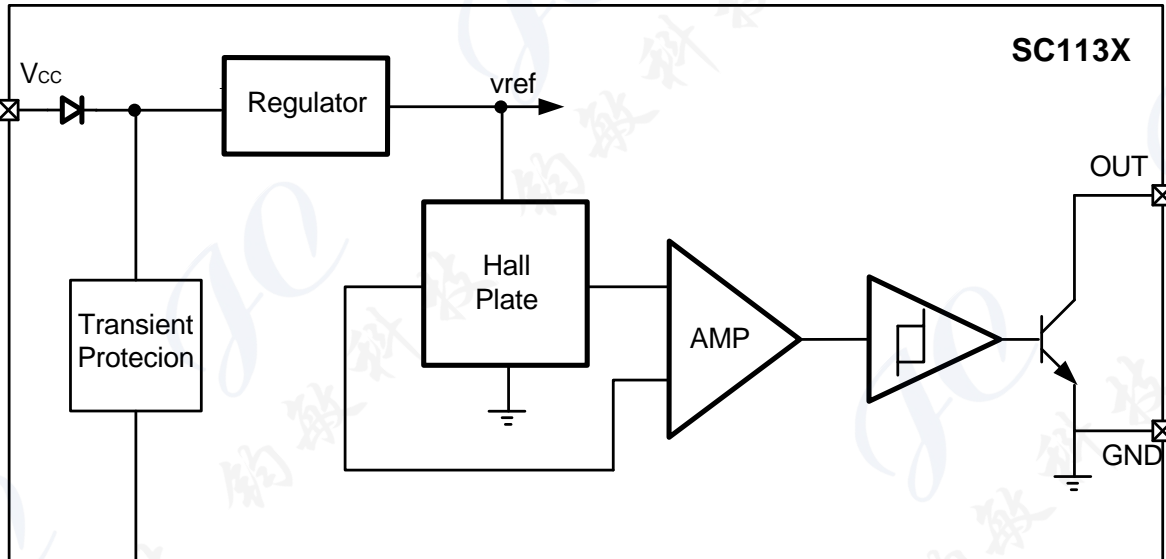 SC113X
Vcc
Regulator
vref
OUT
Hall
Plate
Transient
Protecion
AMP
GND